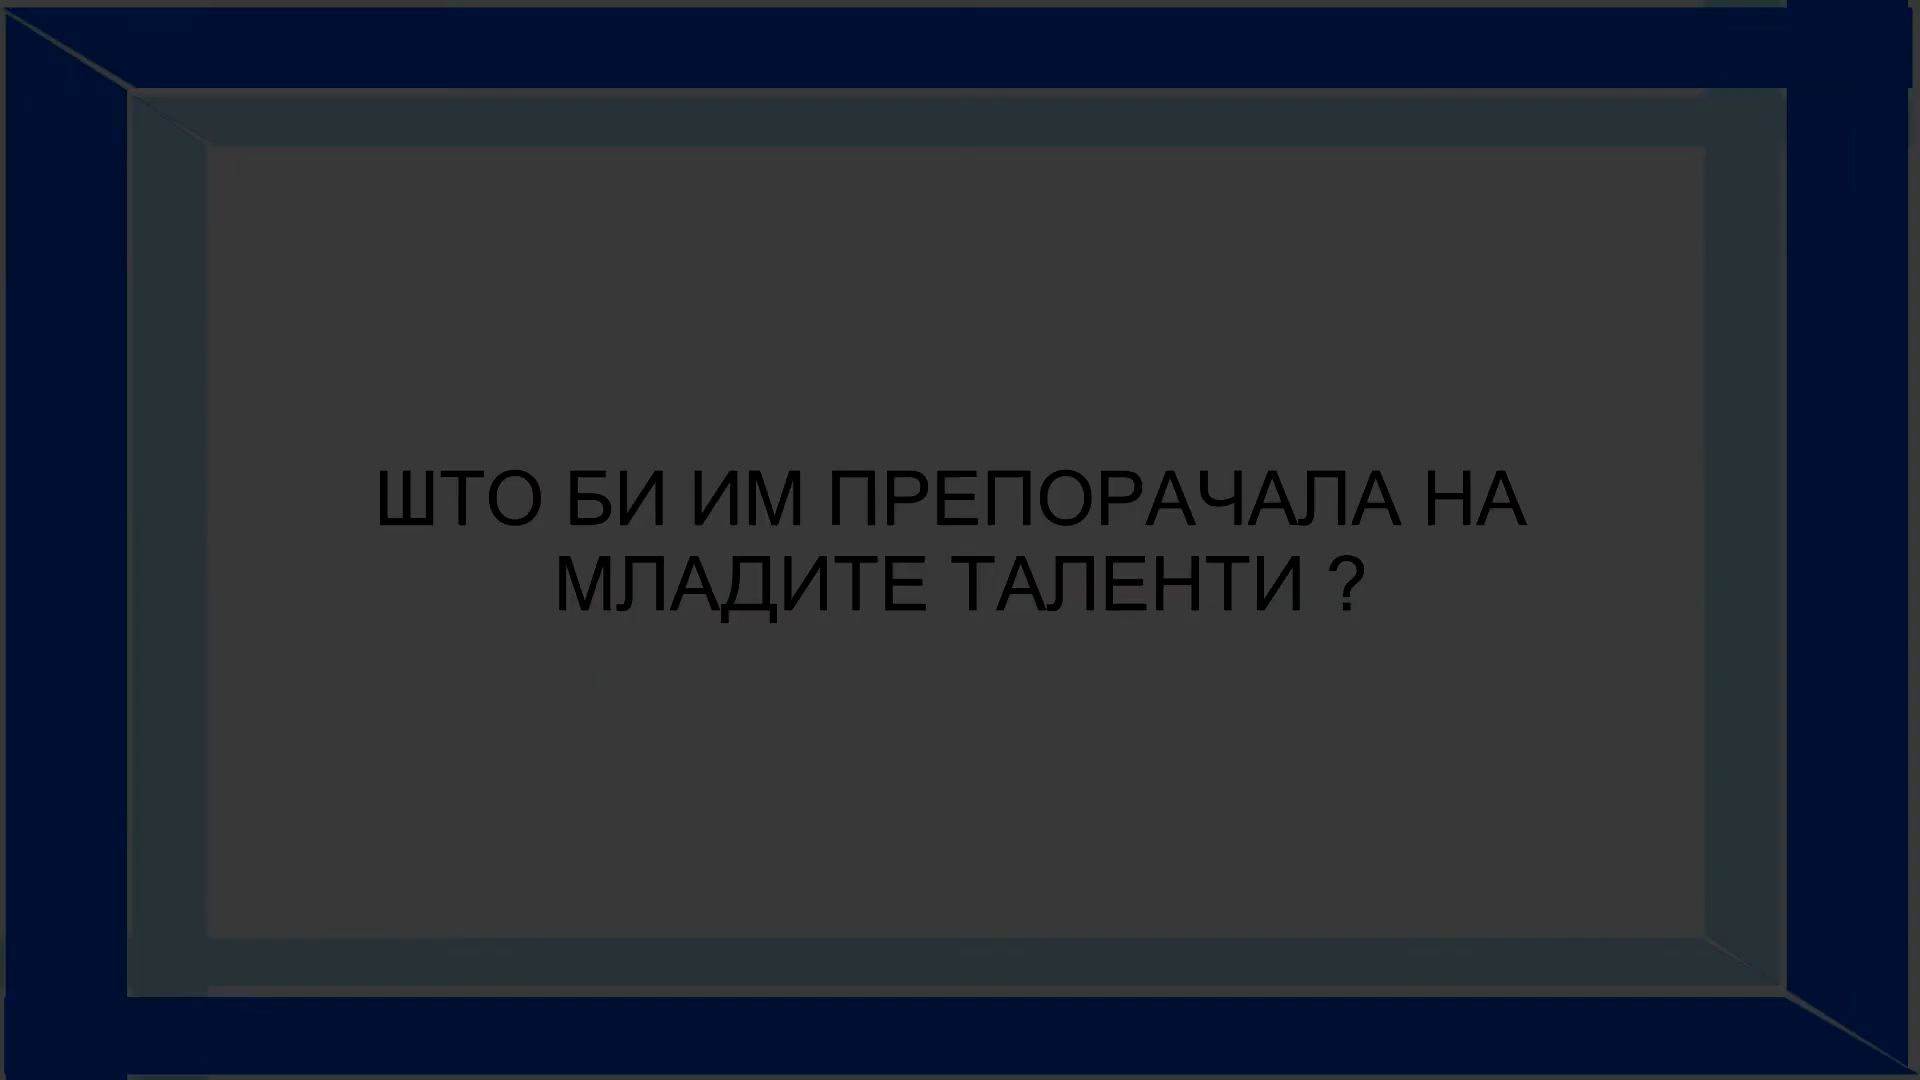 ШТО БИ ИМ ПРЕПОРАЧАЛА НА
МЛАДИТЕ ТАЛЕНТИ ?